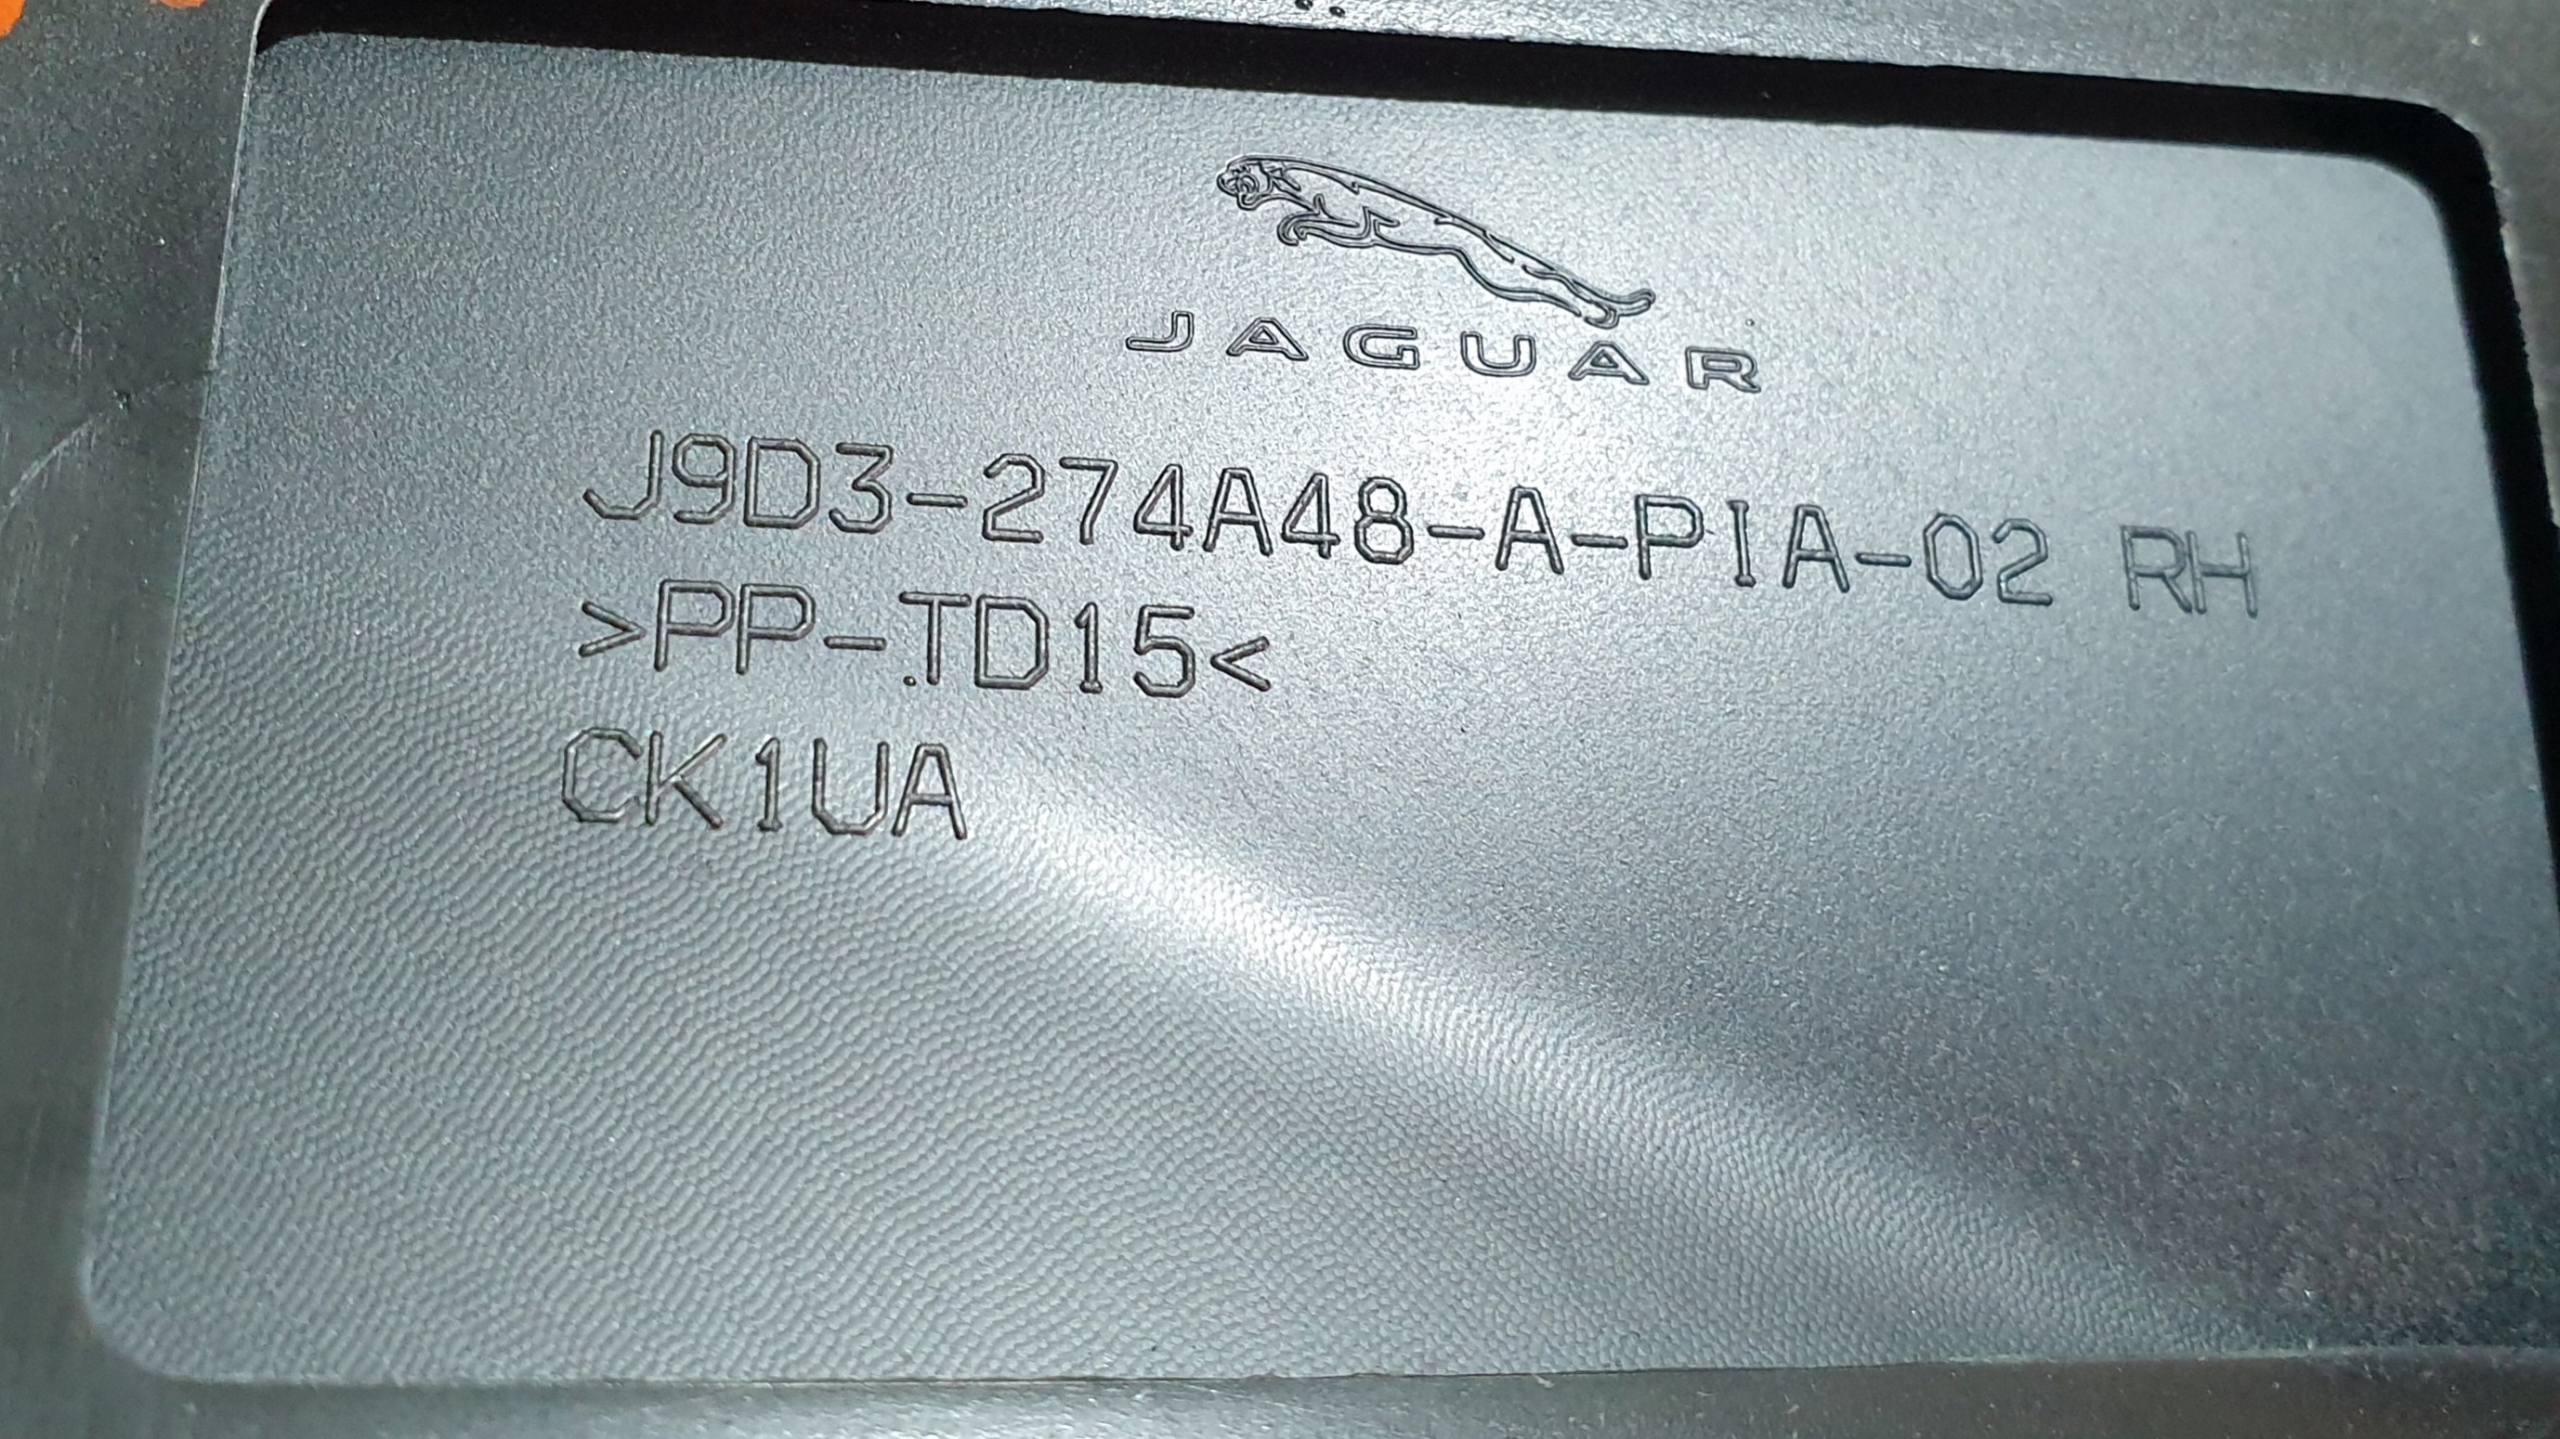 JAGUAR
J9D3-274A48-A-PIA-02 RH
>PP-TD15<
CK1UA